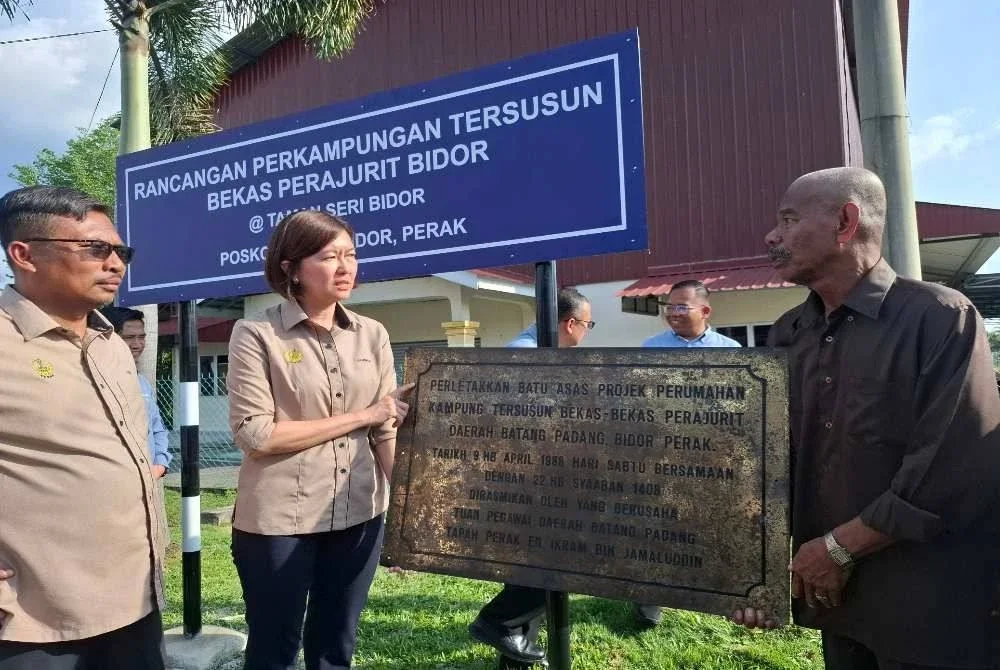 RANCANGAN PERKAMPUNGAN TERSUSUN
BEKAS PERAJURIT BIDOR
@ TAMAN SERI BIDOR
BIDOR, PERAK
PERLETAKKAN BATU ASAS PROJEK PERUMAHAN
KAMPUNG TERSUSUN BEKAS-BEKAS PERAJURIT
DAERAH BATANG PADANG, BIDOR PERAK.
TARIKH 9 HB APRIL 1988 HARI SABTU BERSAMAAN
DENGAN 22 HB SYAABAN 1408
DIRASMIKAN OLEH YANG BERUSAHA
TUAN PEGAWAI DAERAH BATANG PADANG
TAPAH PERAK EN. IKRAM BIN JAMALUDDIN